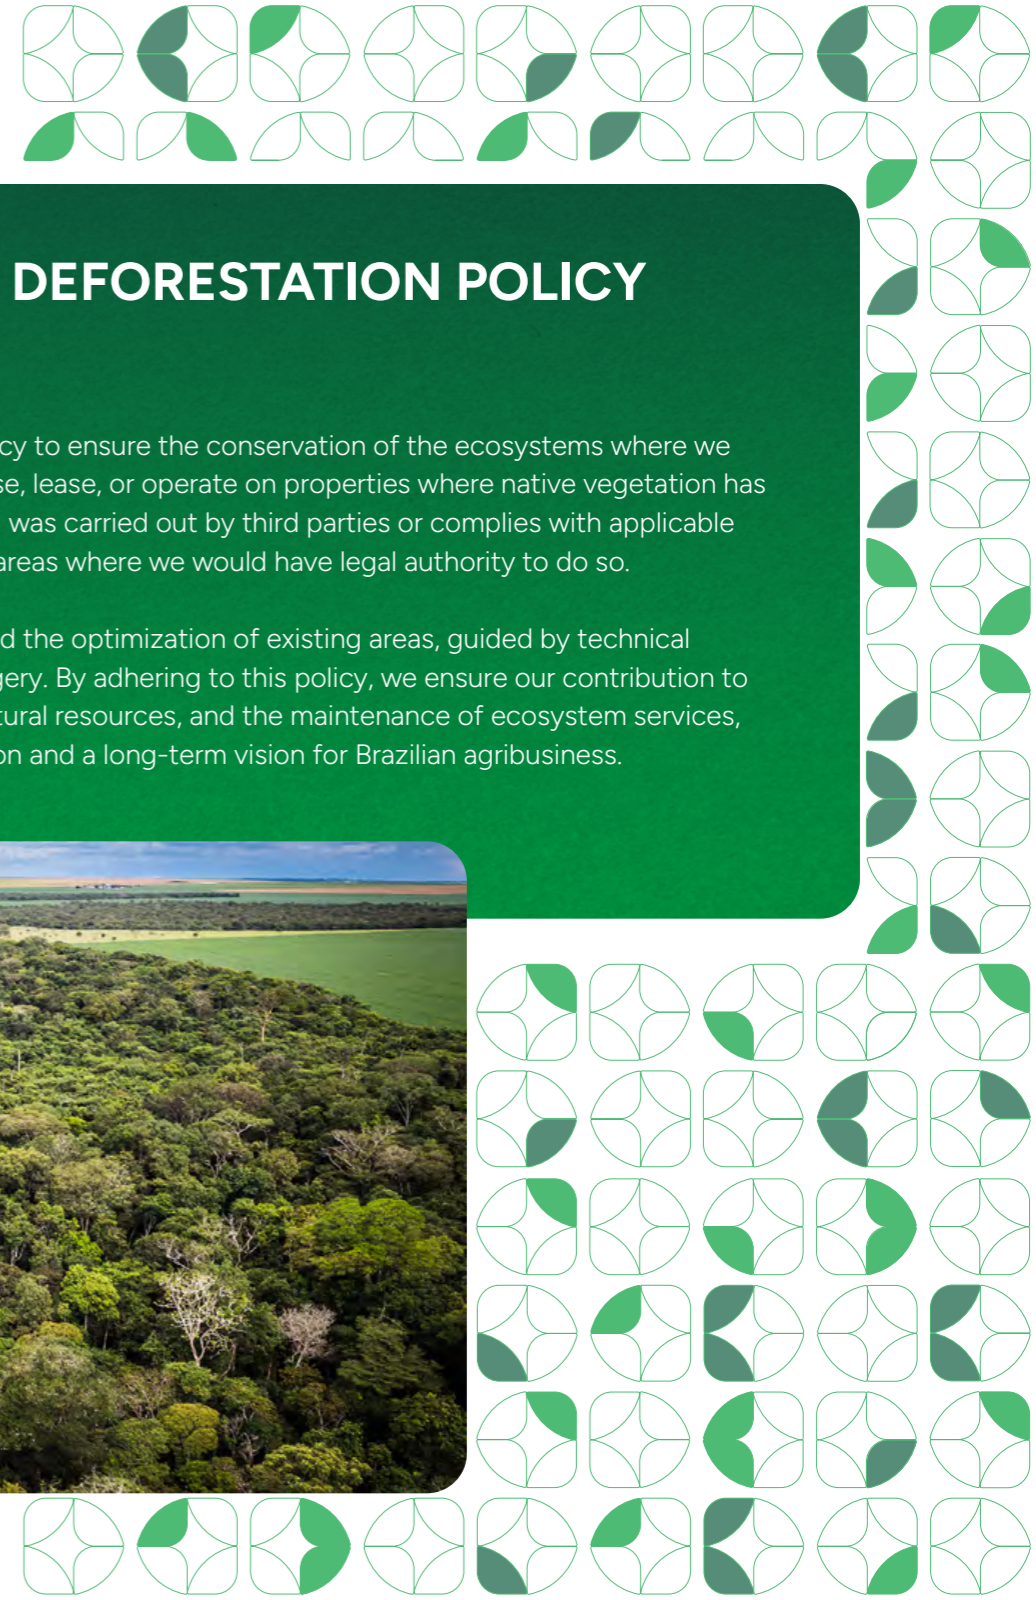 DEFORESTATION POLICY
cy to ensure the conservation of the ecosystems where we
se, lease, or operate on properties where native vegetation has
was carried out by third parties or complies with applicable
areas where we would have legal authority to do so.
d the optimization of existing areas, guided by technical
gery. By adhering to this policy, we ensure our contribution to
tural resources, and the maintenance of ecosystem services,
on and a long-term vision for Brazilian agribusiness.